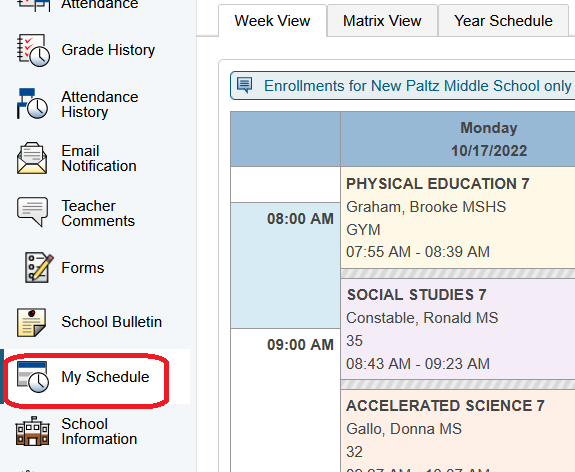 Attendance
Grade History
Attendance
History
Email
Notification
Teacher
Comments
Forms
School Bulletin
My Schedule
School
Information
Week View
Matrix View
Year Schedule
Enrollments for New Paltz Middle School only
Monday
10/17/2022
08:00 AM
09:00 AM
PHYSICAL EDUCATION 7
Graham, Brooke MSHS
GYM
07:55 AM - 08:39 AM
SOCIAL STUDIES 7
Constable, Ronald MS
35
08:43 AM - 09:23 AM
ACCELERATED SCIENCE 7
Gallo, Donna MS
32